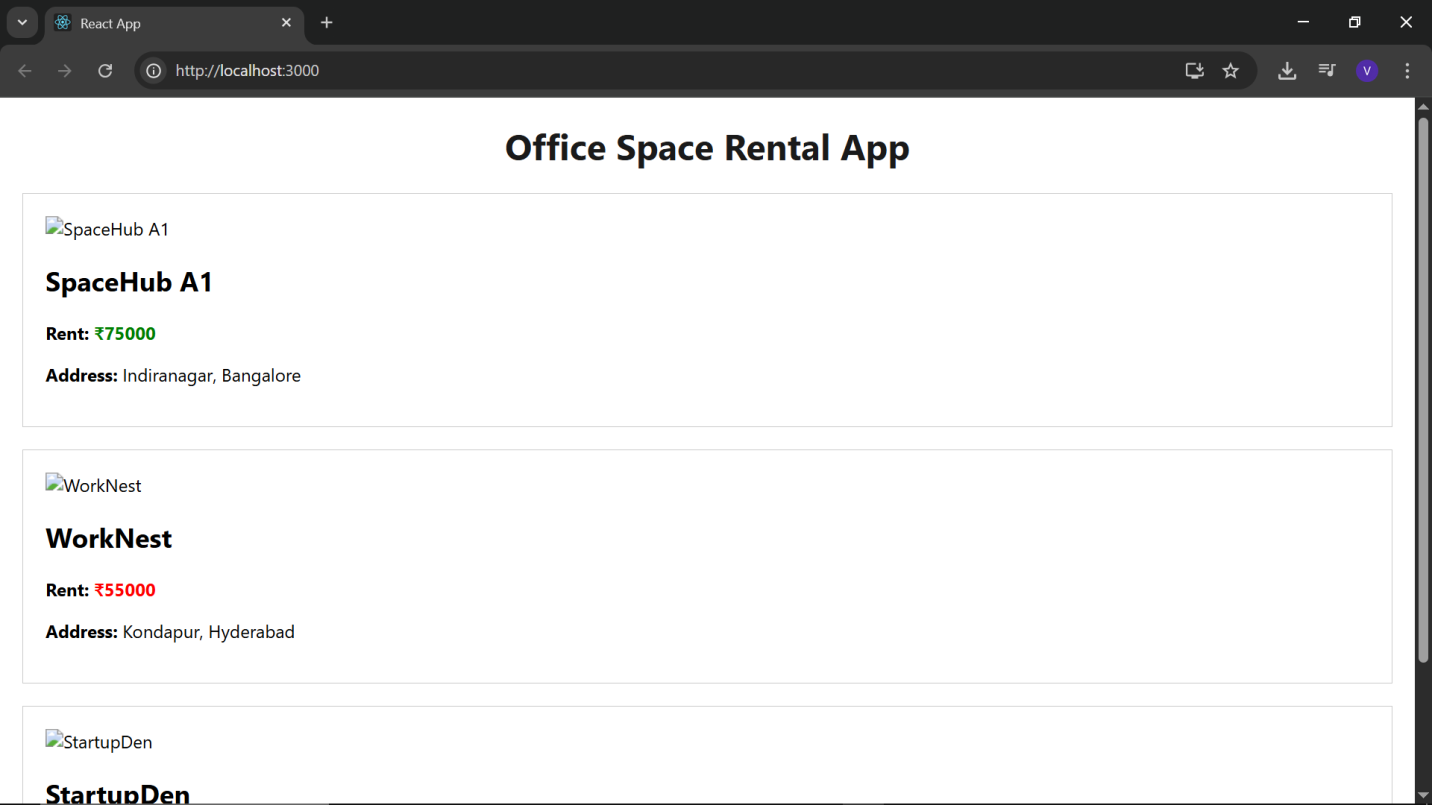 React App
http://localhost:3000
V
Office Space Rental App
SpaceHub A1
SpaceHub A1
Rent: ₹75000
Address: Indiranagar, Bangalore
WorkNest
WorkNest
Rent: ₹55000
Address: Kondapur, Hyderabad
StartupDen
StartupDen